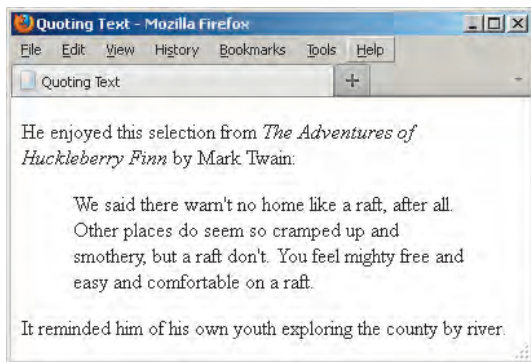 Quoting Text - Mozilla Firefox
File Edit View History Bookmarks Tools Help
Quoting Text
He enjoyed this selection from The Adventures of
Huckleberry Finn by Mark Twain:
We said there warn't no home like a raft, after all.
Other places do seem so cramped up and
smothery, but a raft don't. You feel mighty free and
easy and comfortable on a raft.
It reminded him of his own youth exploring the county by river.